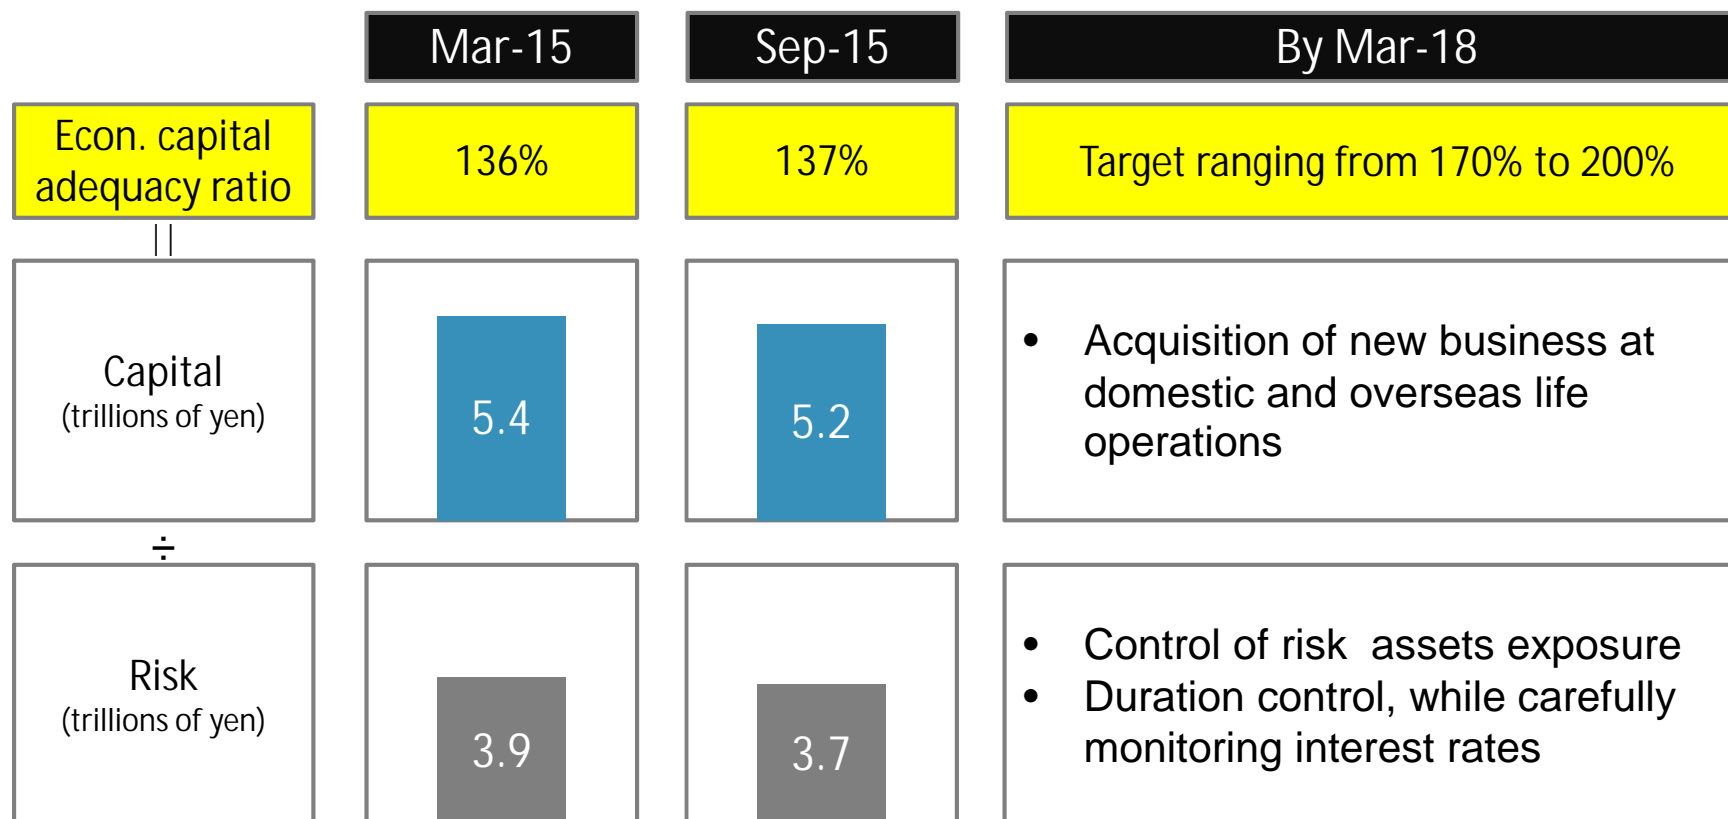 Mar-15
Sep-15
By Mar-18
Econ. capital
adequacy ratio
136%
137%
Target ranging from 170% to 200%
||
Capital
(trillions of yen)
5.4
5.2
• Acquisition of new business at
domestic and overseas life
operations
÷
Risk
(trillions of yen)
3.9
3.7
• Control of risk  assets exposure
• Duration control, while carefully
monitoring interest rates